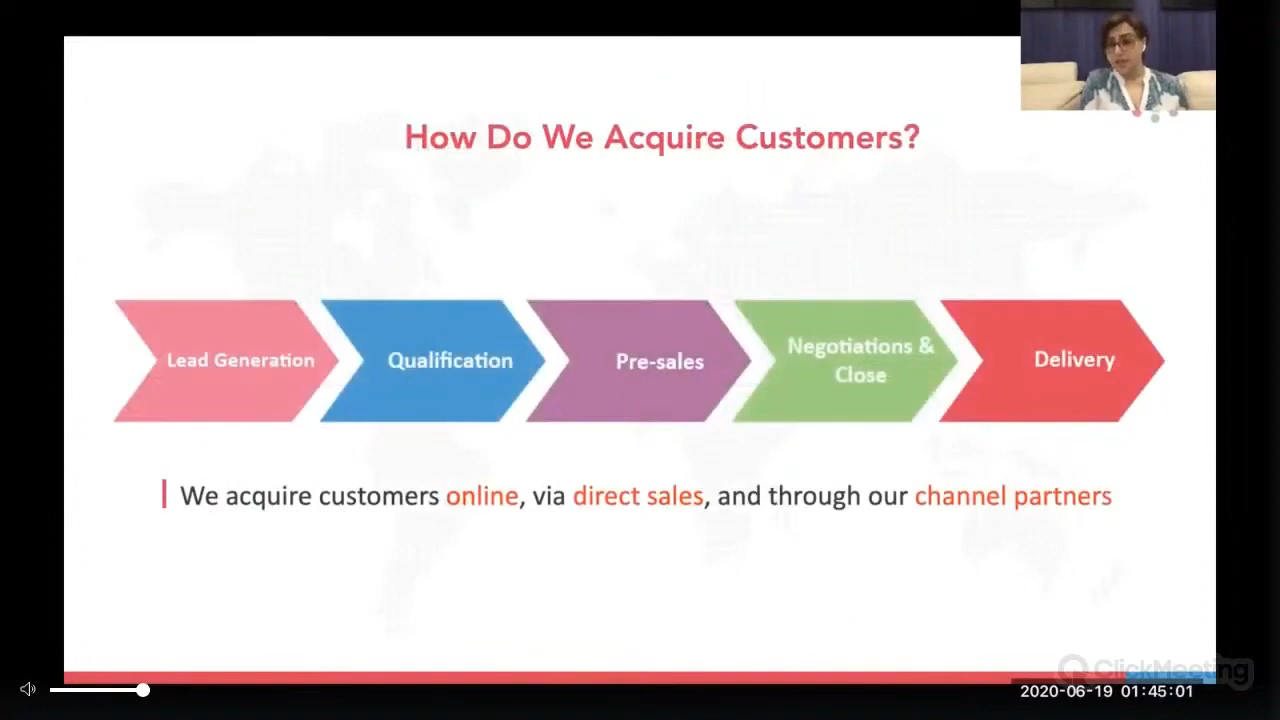 How Do We Acquire Customers?
Lead Generation
Qualification
Pre-sales
Negotiations &
Close
Delivery
We acquire customers online, via direct sales, and through our channel partners
ClickMeeting
2020-06-19 01:45:01